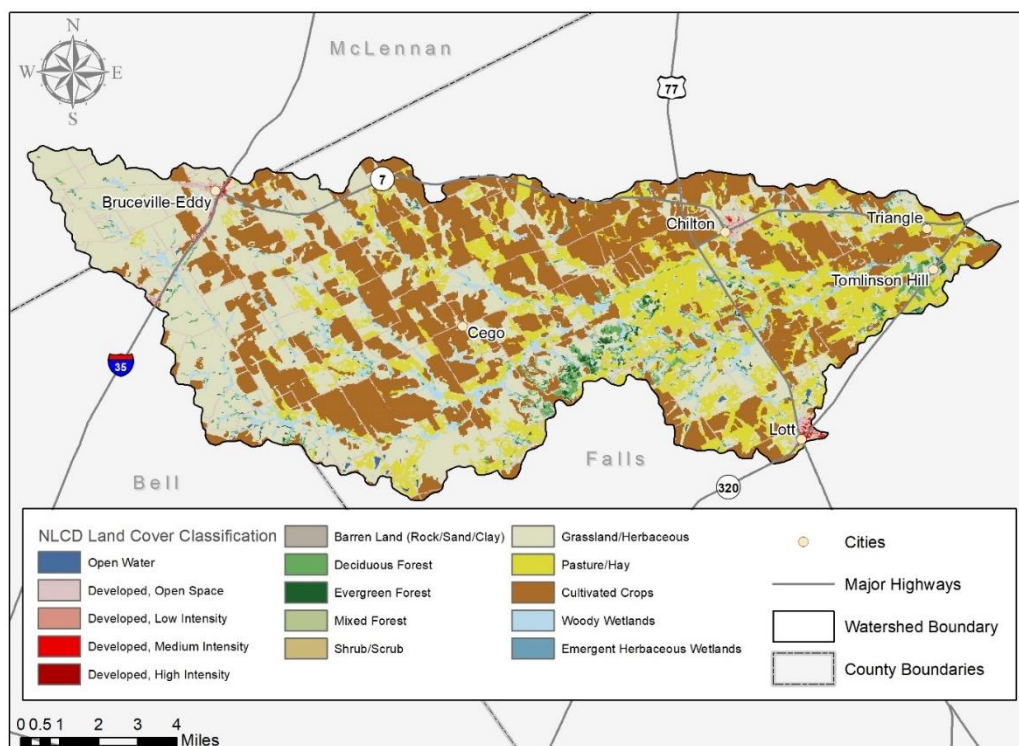 McLennan
N
W E
S
77
7
Bruceville-Eddy
Chilton
Triangle
Tomlinson Hill
Cego
35
Lott
Falls
Bell
320
NLCD Land Cover Classification
Open Water
Developed, Open Space
Developed, Low Intensity
Developed, Medium Intensity
Developed, High Intensity
Barren Land (Rock/Sand/Clay)
Deciduous Forest
Evergreen Forest
Mixed Forest
Shrub/Scrub
Grassland/Herbaceous
Pasture/Hay
Cultivated Crops
Woody Wetlands
Emergent Herbaceous Wetlands
Cities
Major Highways
Watershed Boundary
County Boundaries
0 0.5 1 2 3 4
Miles